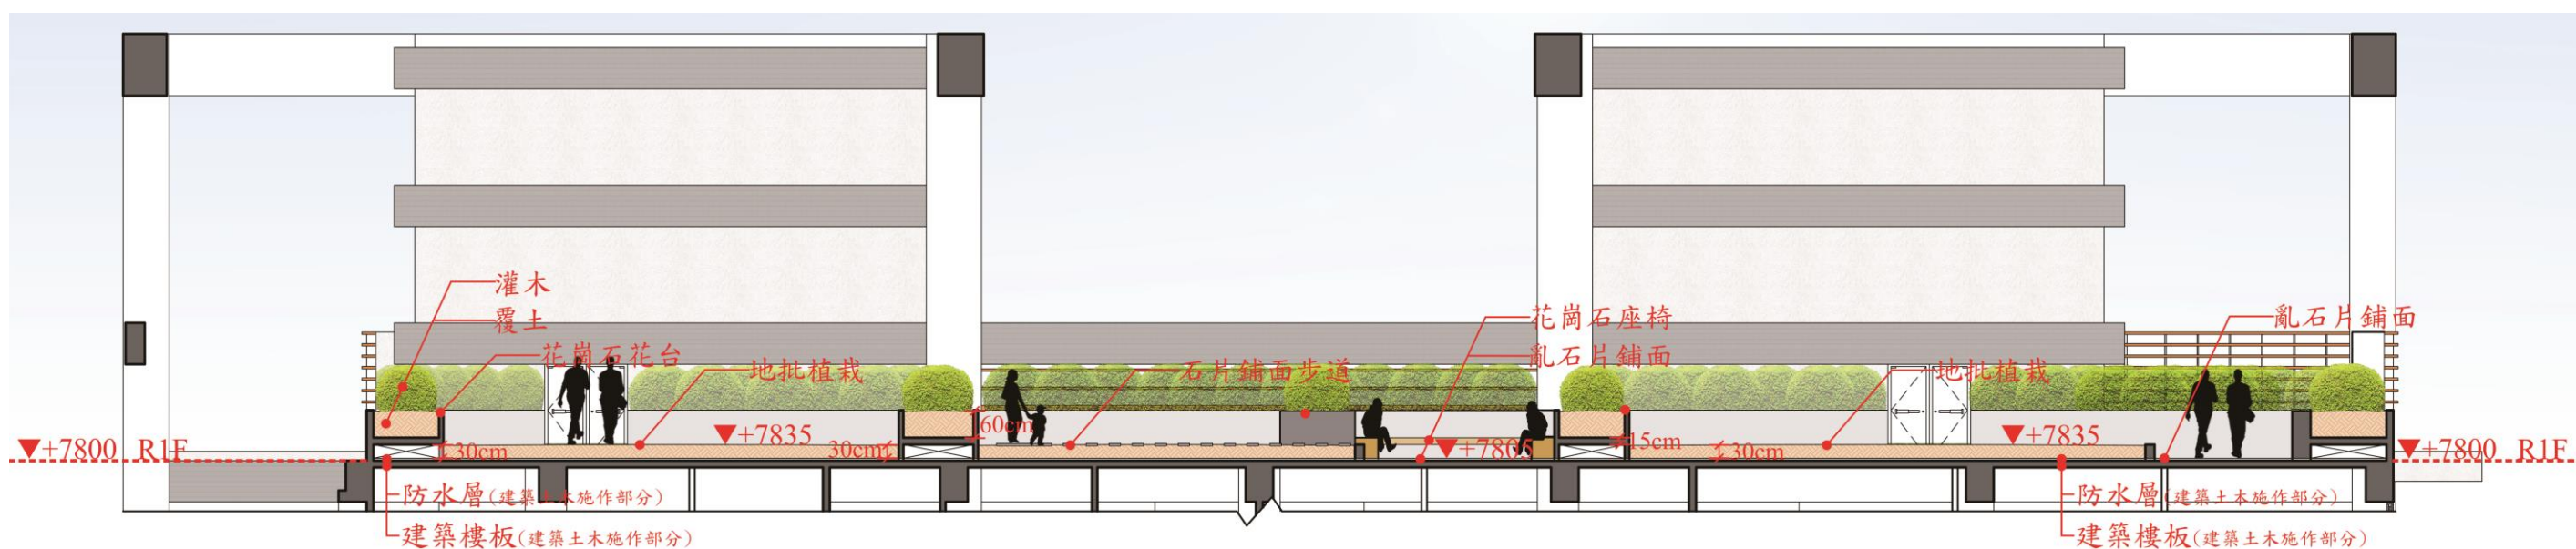 灌木
覆土
花崗石花台
地批植栽
石片鋪面步道
花崗石座椅
亂石片鋪面
地批植栽
亂石片鋪面
▼+7800 R1F
30cm
▼+7835
30cm
60cm
▼+7805
15cm
30cm
▼+7835
▼+7800 R1F
防水層(建築土木施作部分)
建築樓板(建築土木施作部分)
防水層(建築土木施作部分)
建築樓板(建築土木施作部分)